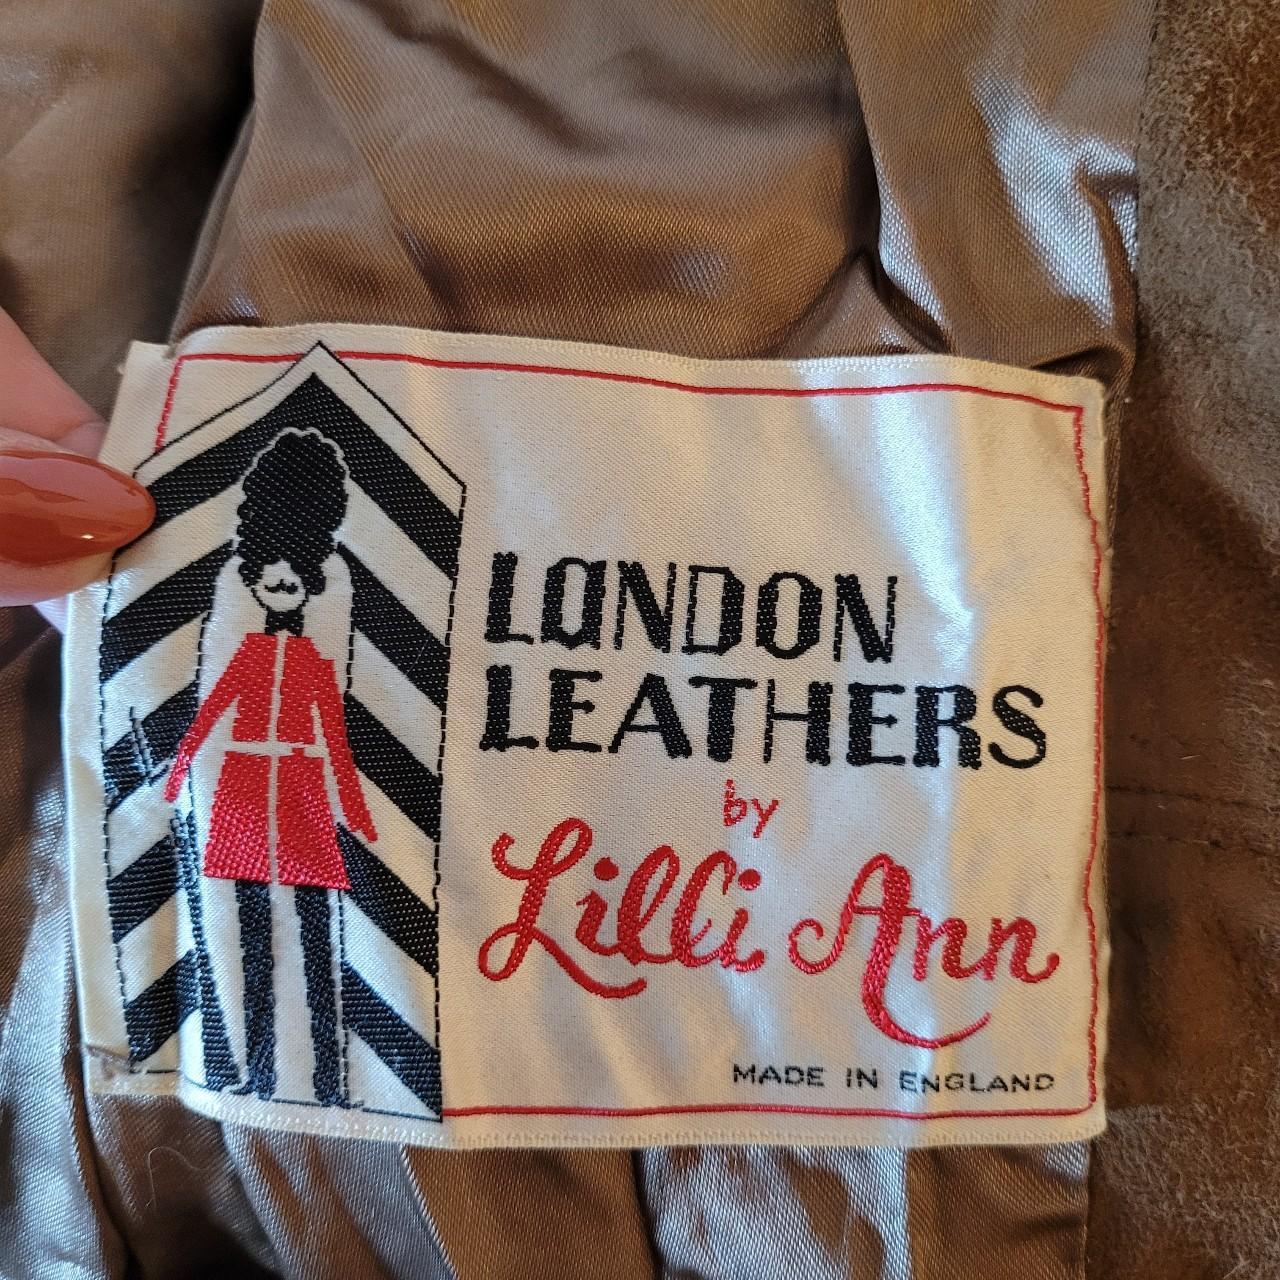 LONDON
LEATHERS
by
Lilli Ann
MADE IN ENGLAND